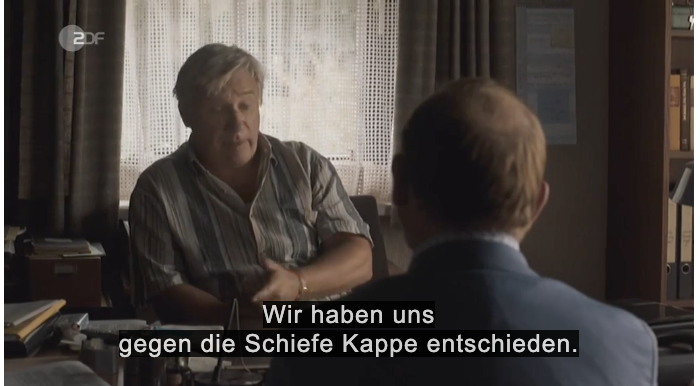 2DF
Wir haben uns
gegen die Schiefe Kappe entschieden.